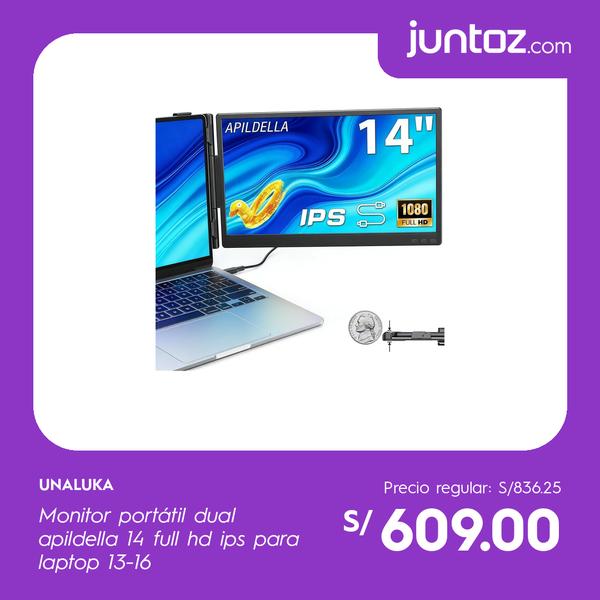 juntoz.com
APILDELLA
14"
IPS
1080
FULL HD
UNALUKA
Monitor portátil dual
apildella 14 full hd ips para
laptop 13-16
Precio regular: S/836.25
S/ 609.00